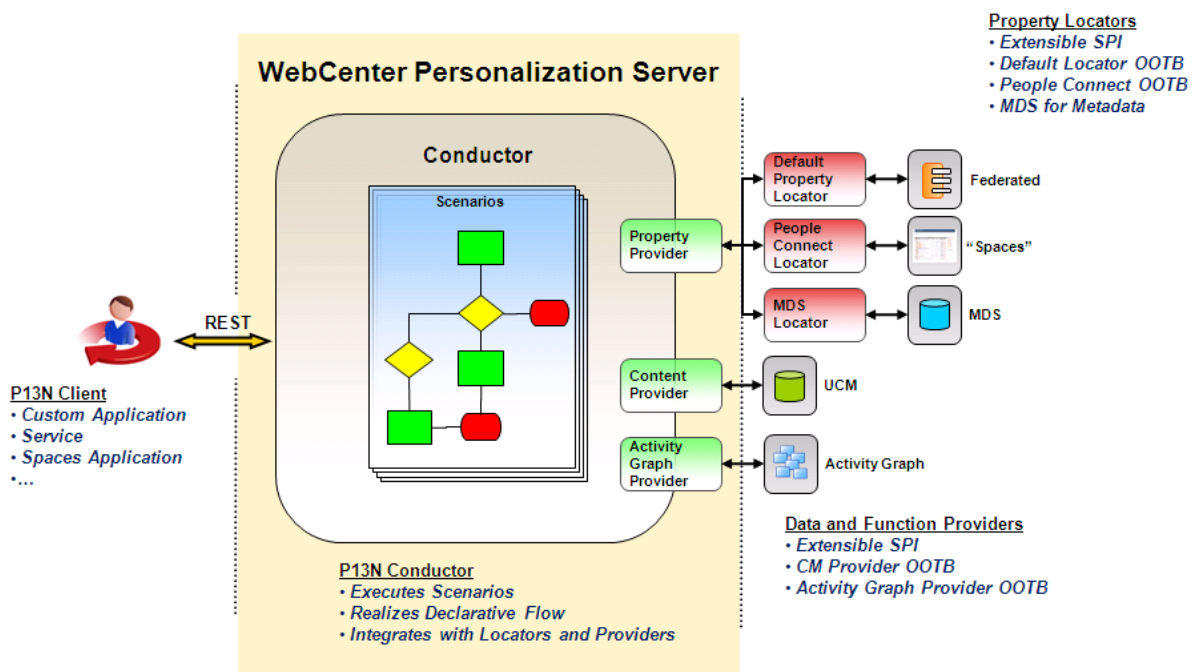 Property Locators
• Extensible SPI
• Default Locator OOTB
• People Connect OOTB
• MDS for Metadata
WebCenter Personalization Server
Conductor
Scenarios
Property
Provider
Default
Property
Locator
Federated
People
Connect
Locator
“Spaces”
MDS
Locator
MDS
REST
P13N Client
• Custom Application
• Service
• Spaces Application
•...
Content
Provider
UCM
Activity
Graph
Provider
Activity Graph
Data and Function Providers
• Extensible SPI
• CM Provider OOTB
• Activity Graph Provider OOTB
P13N Conductor
• Executes Scenarios
• Realizes Declarative Flow
• Integrates with Locators and Providers